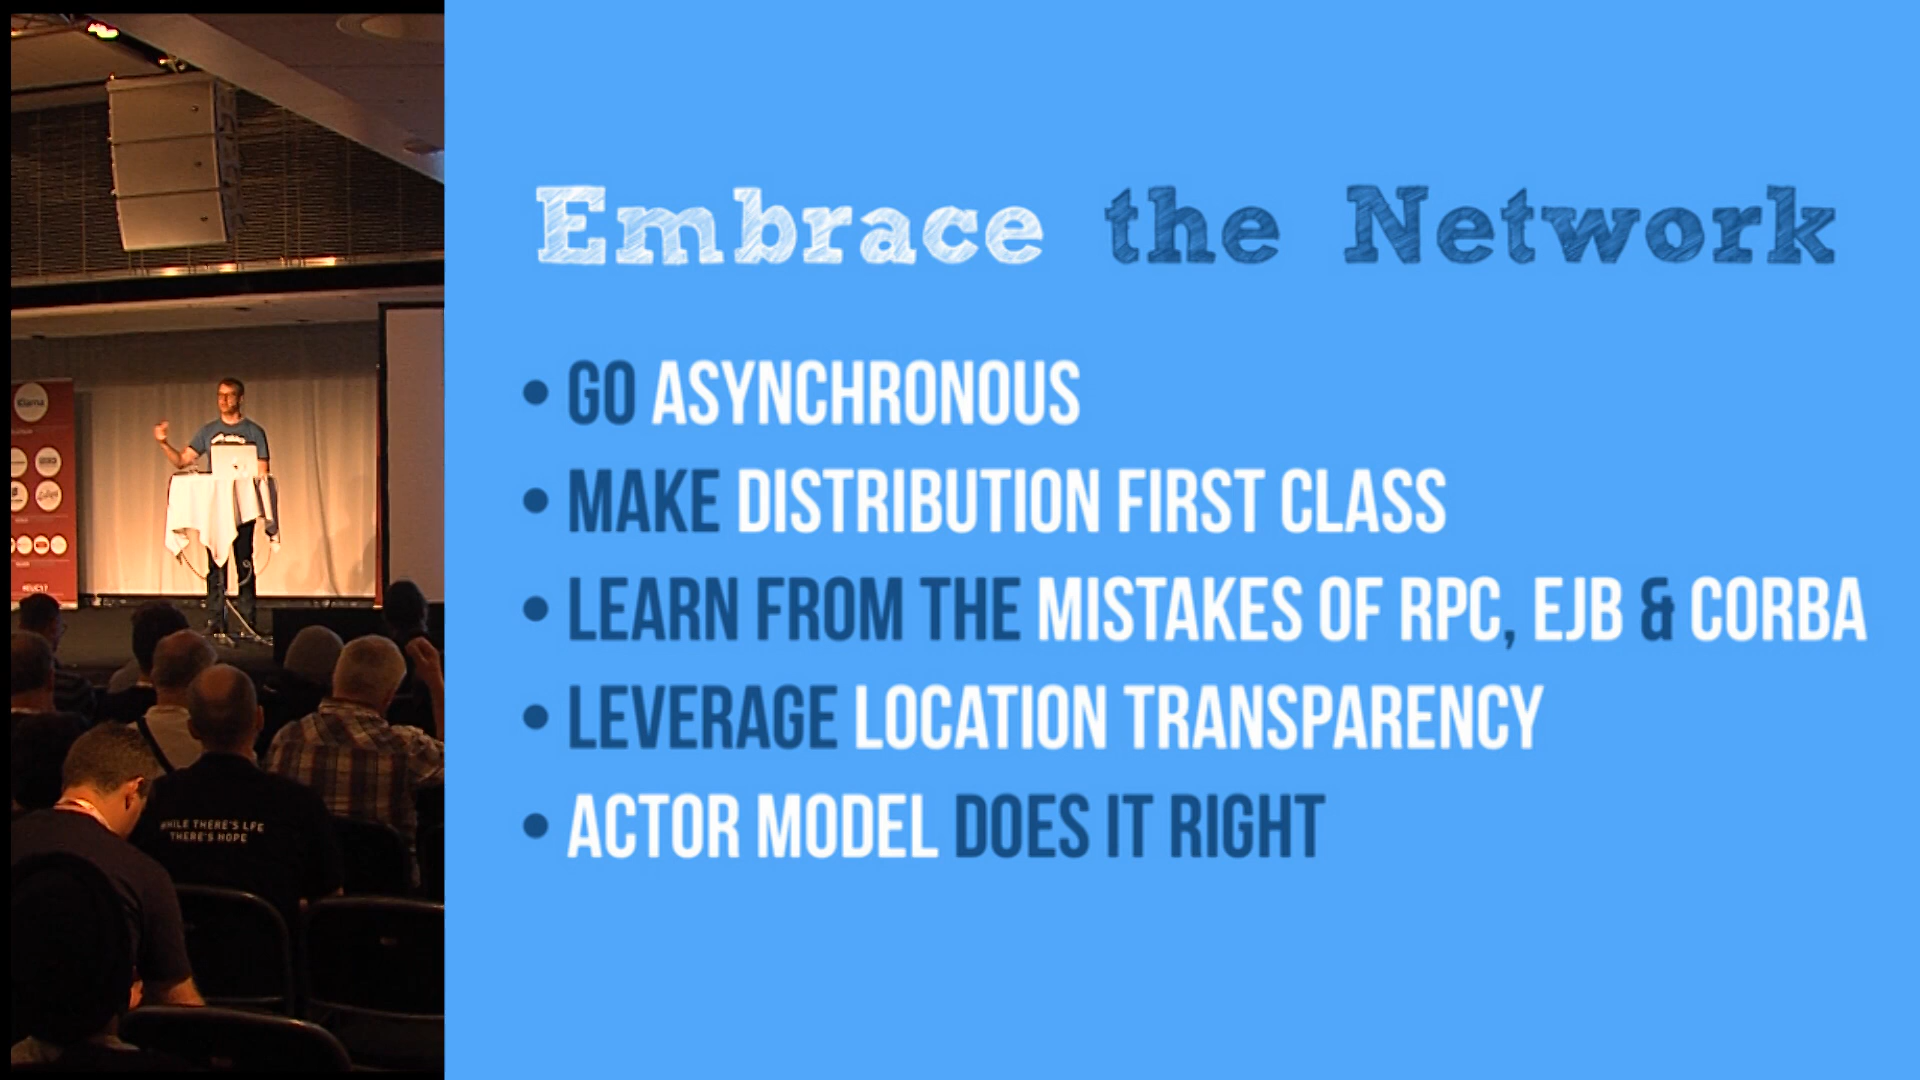 Embrace the Network
• GO ASYNCHRONOUS
• MAKE DISTRIBUTION FIRST CLASS
• LEARN FROM THE MISTAKES OF RPC, EJB & CORBA
• LEVERAGE LOCATION TRANSPARENCY
• ACTOR MODEL DOES IT RIGHT
WHILE THERE'S LFE
THERE'S HOPE